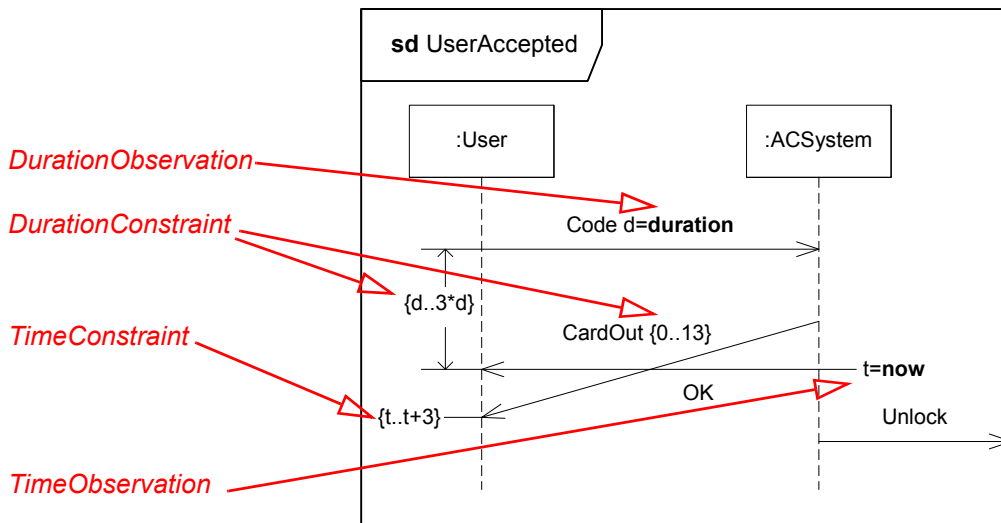 sd UserAccepted
:User
:ACSystem
DurationObservation
Code d=duration
DurationConstraint
{d..3*d}
CardOut {0..13}
TimeConstraint
t=now
OK
{t..t+3}
Unlock
TimeObservation